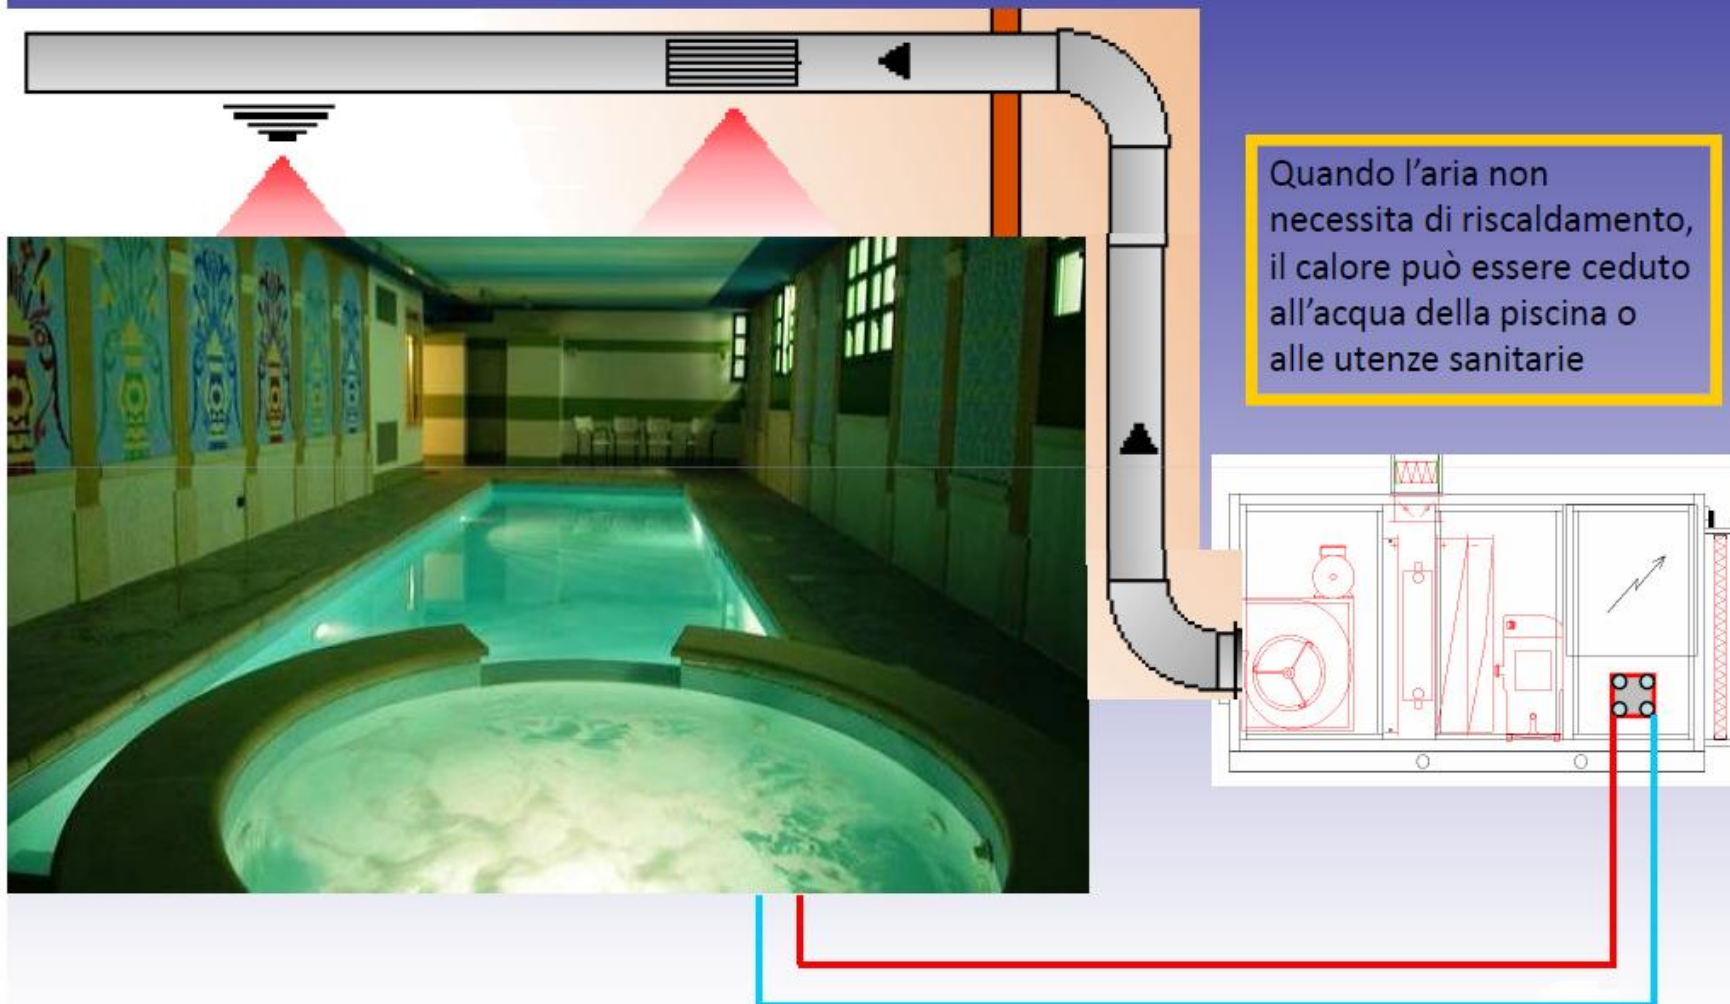 Quando l'aria non
necessita di riscaldamento,
il calore può essere ceduto
all'acqua della piscina o
alle utenze sanitarie